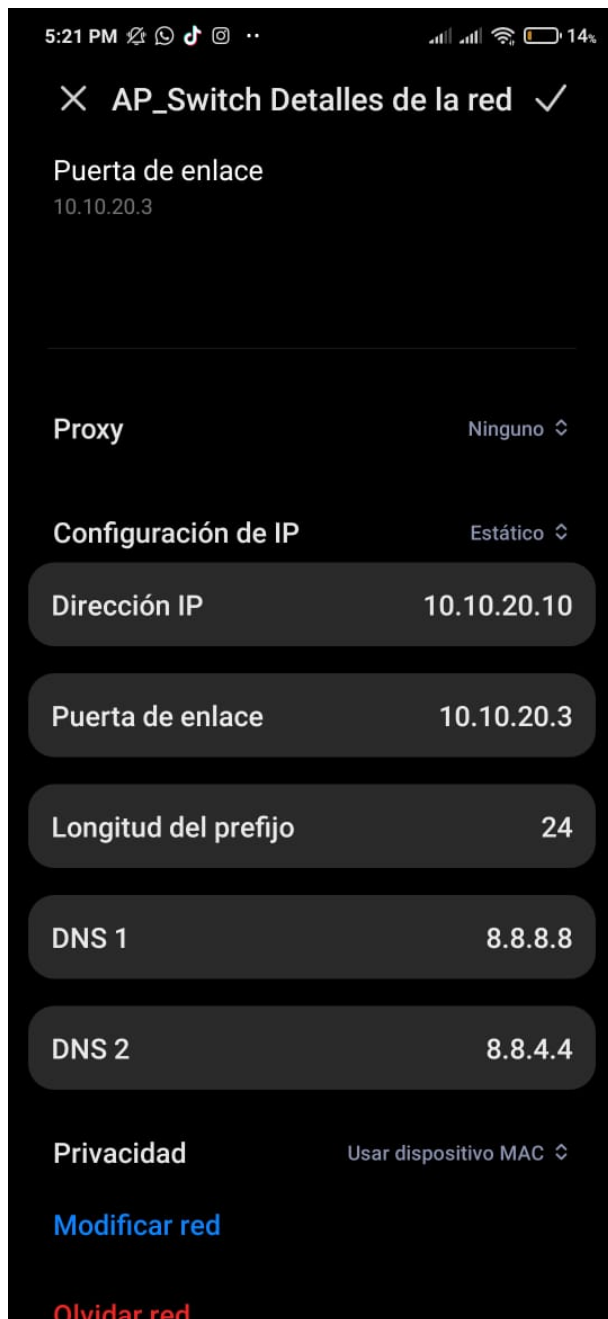 5:21 PM 14%
AP_Switch Detalles de la red
Puerta de enlace
10.10.20.3
Proxy Ninguno
Configuración de IP Estático
Dirección IP 10.10.20.10
Puerta de enlace 10.10.20.3
Longitud del prefijo 24
DNS 1 8.8.8.8
DNS 2 8.8.4.4
Privacidad Usar dispositivo MAC
Modificar red
Olvidar red